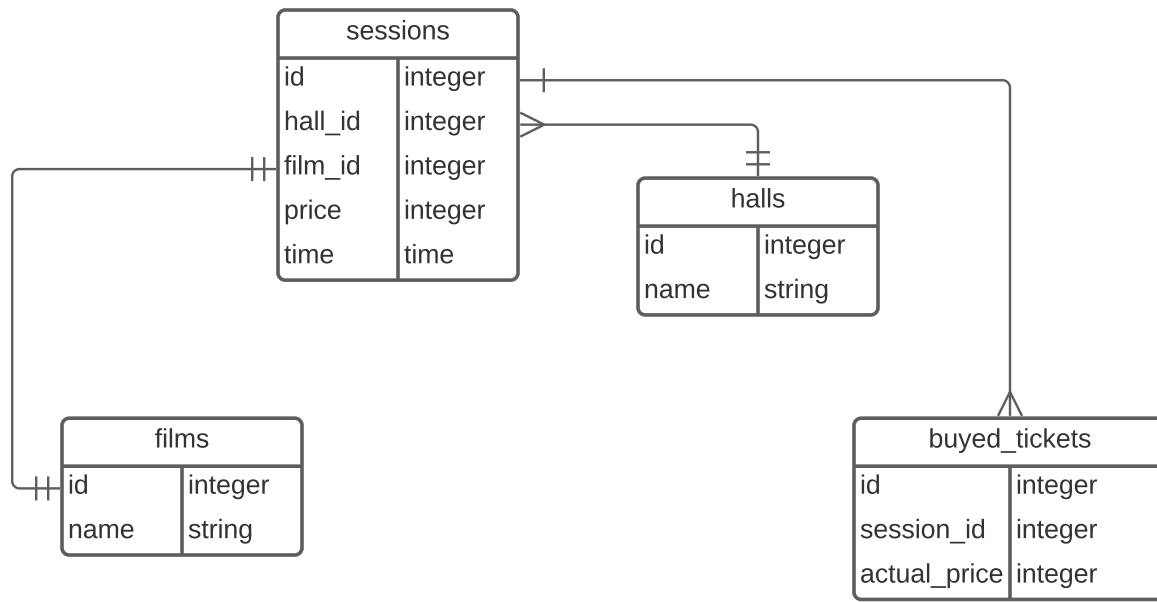 sessions
id integer
hall_id integer
film_id integer
price integer
time time
halls
id integer
name string
films
id integer
name string
buyed_tickets
id integer
session_id integer
actual_price integer